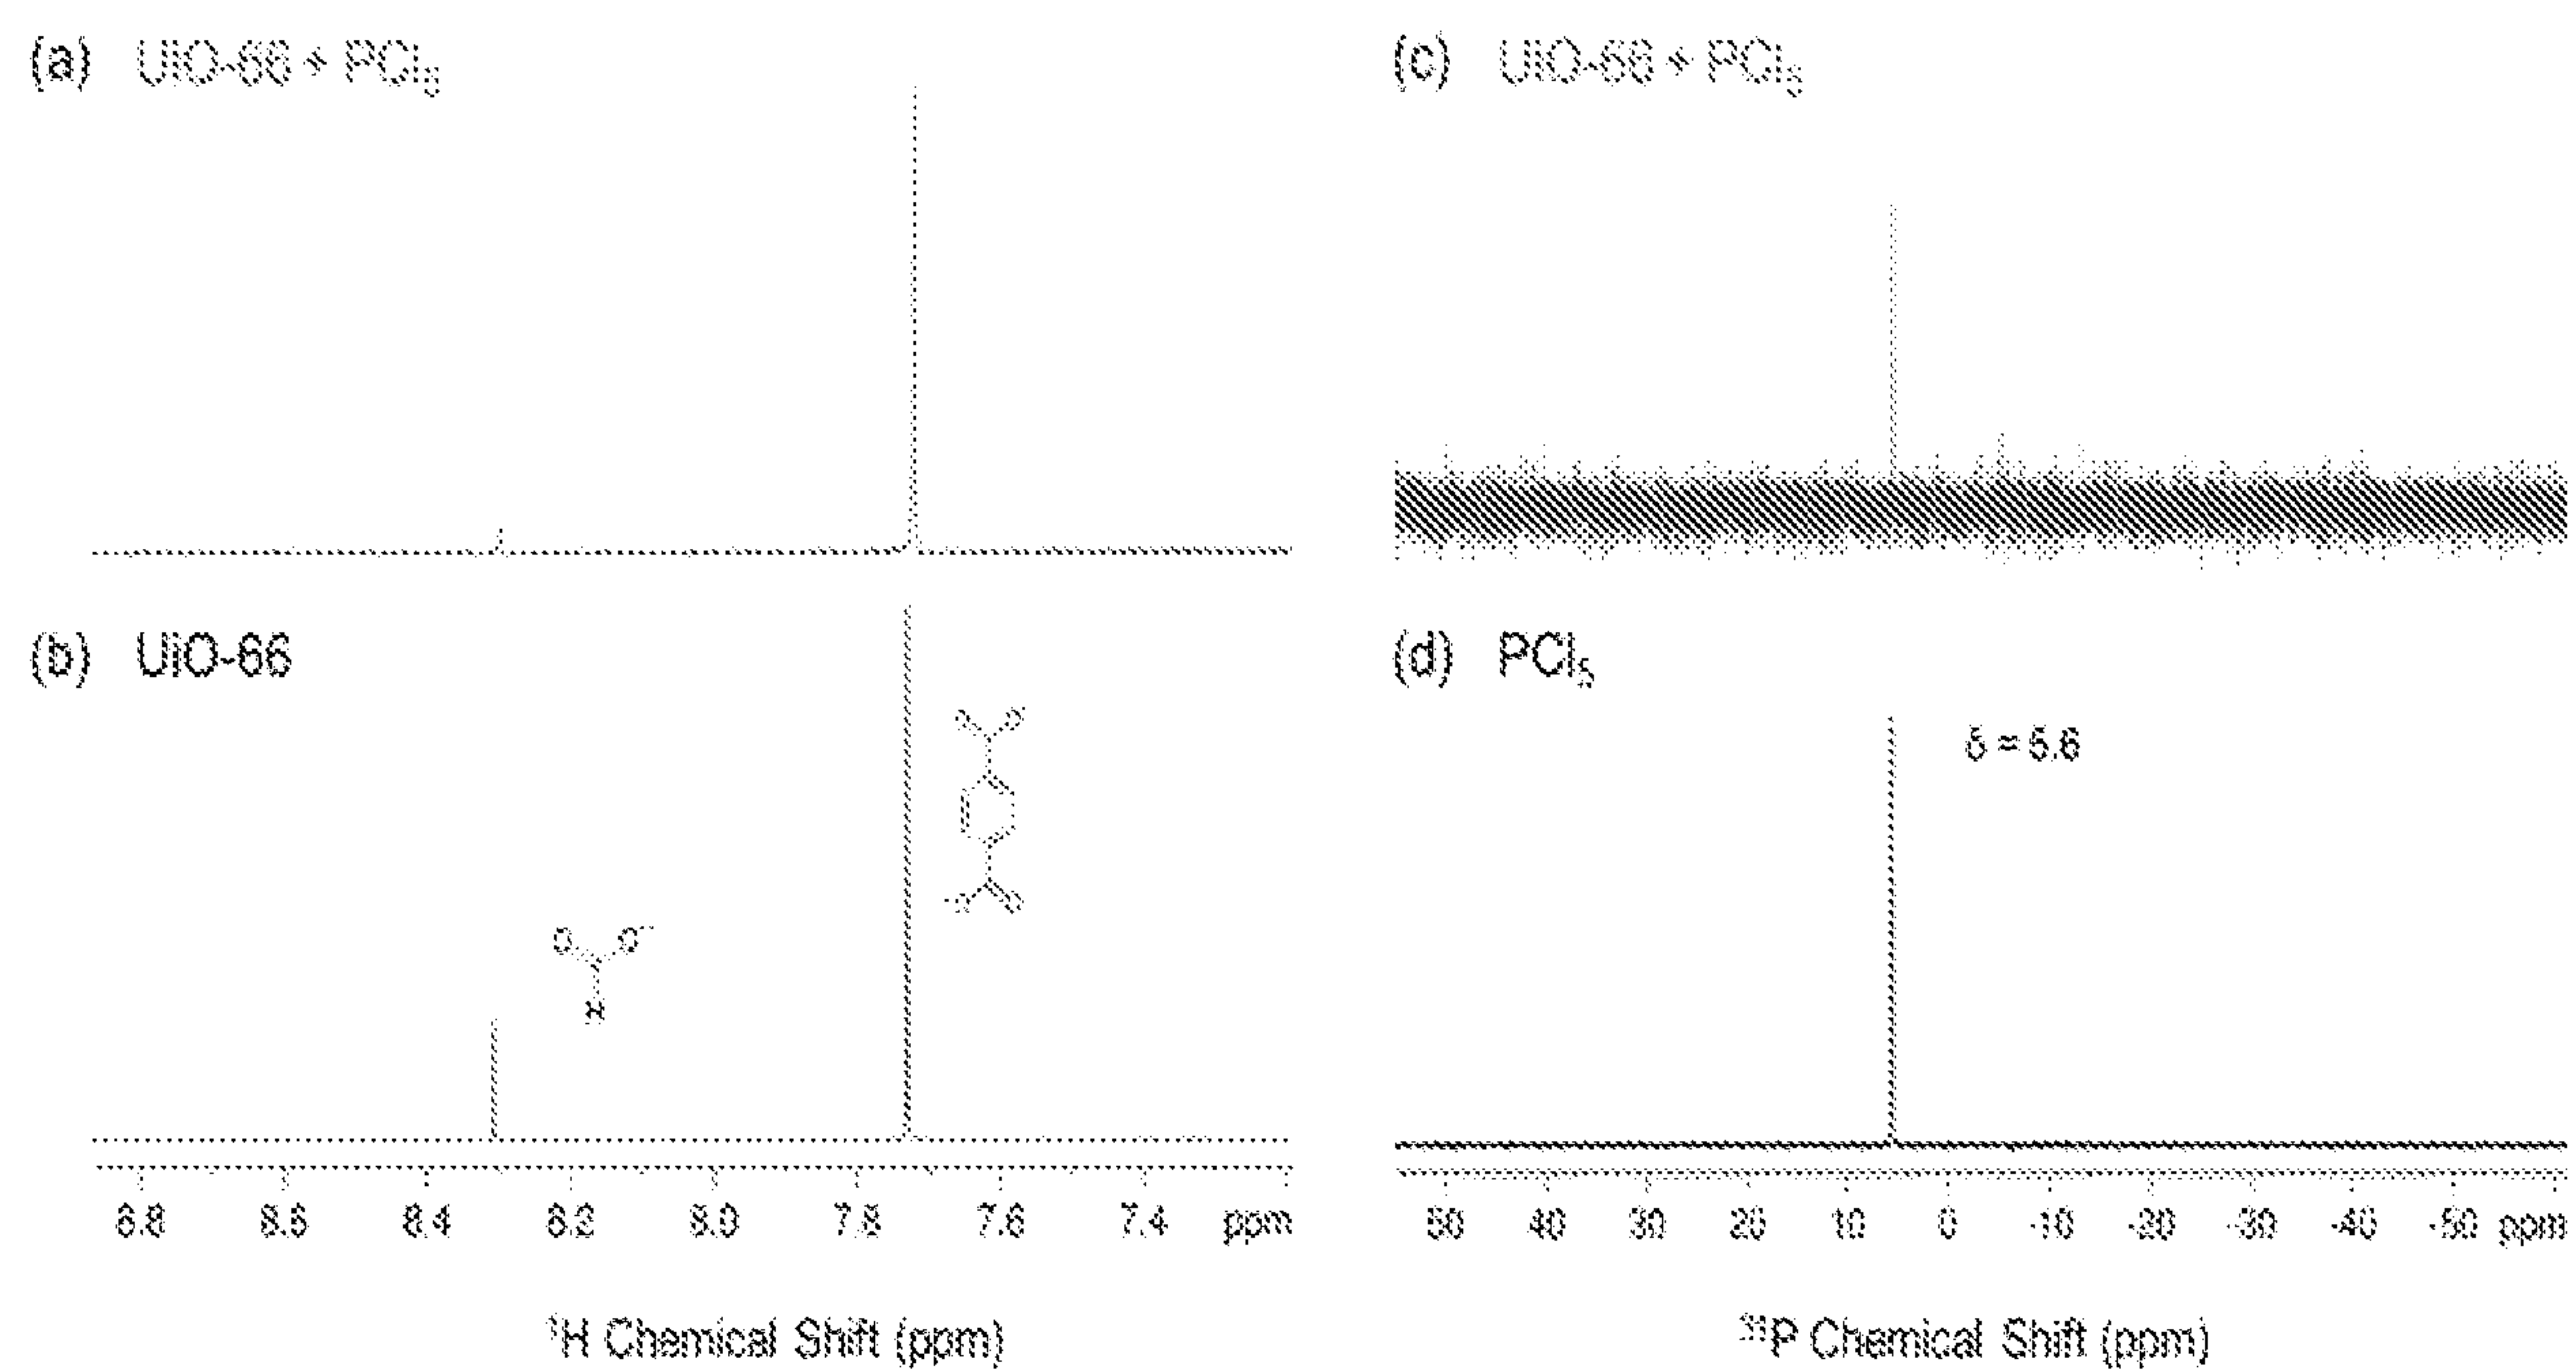 (a) UiO-66 + PCl₅
(b) UiO-66
O O⁻
H
O O⁻
⁻O O
8.8 8.6 8.4 8.2 8.0 7.8 7.6 7.4 ppm
¹H Chemical Shift (ppm)
(c) UiO-66 + PCl₅
(d) PCl₅
δ = 5.6
50 40 30 20 10 0 -10 -20 -30 -40 -50 ppm
³¹P Chemical Shift (ppm)